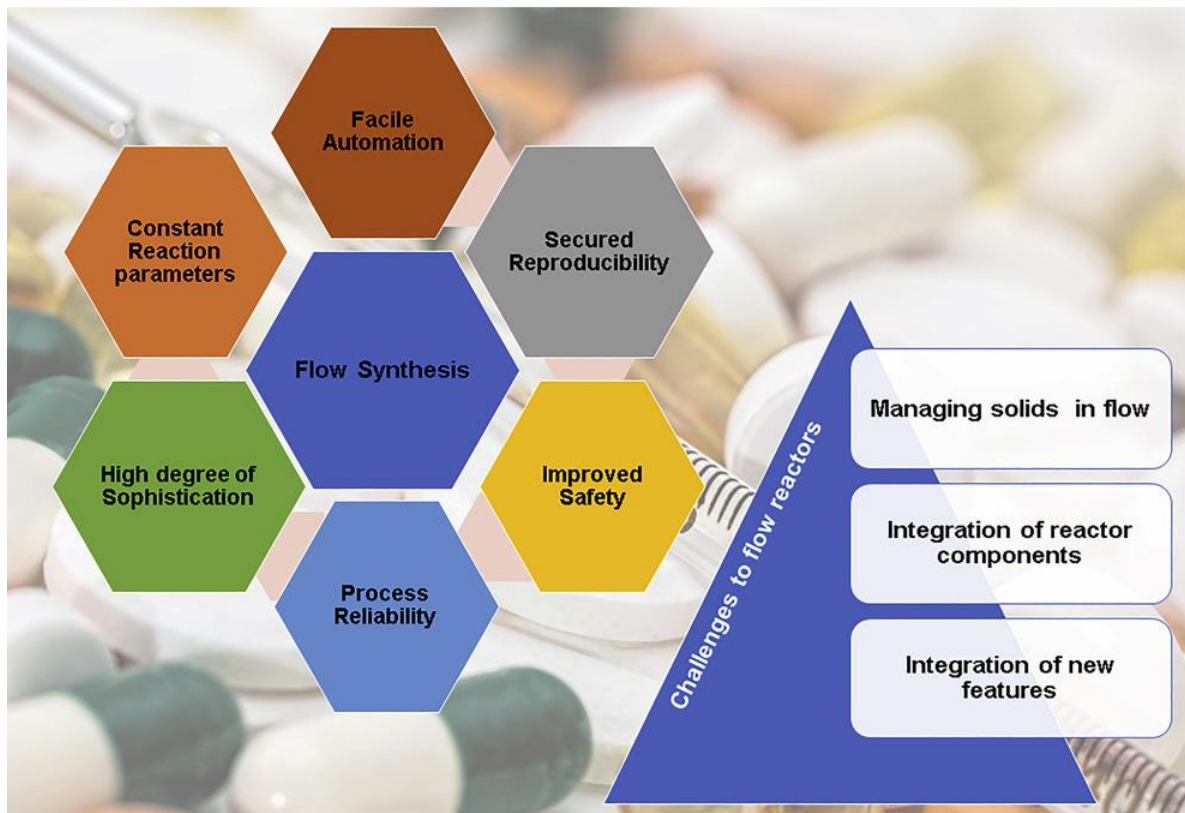 Facile
Automation
Constant
Reaction
parameters
Secured
Reproducibility
Flow Synthesis
High degree of
Sophistication
Improved
Safety
Process
Reliability
Challenges to flow reactors
Managing solids in flow
Integration of reactor
components
Integration of new
features